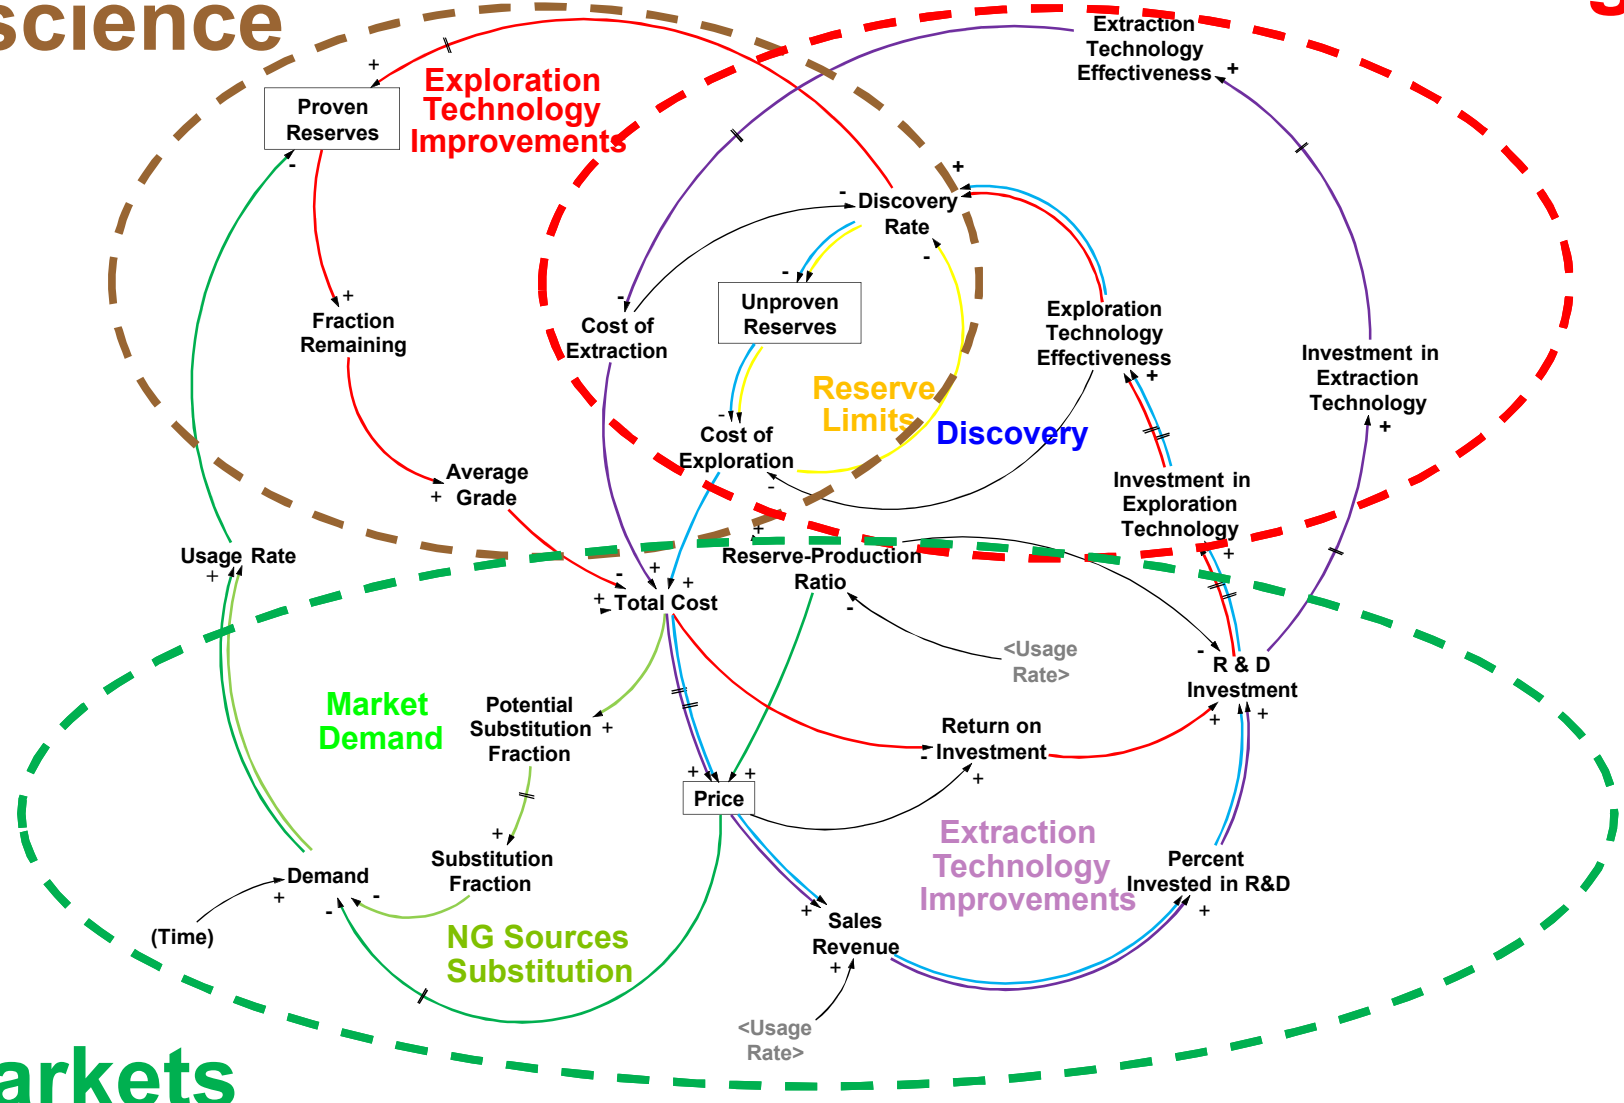 science
Extraction
Technology
Effectiveness
+
+
Exploration
Technology
Improvements
Proven
Reserves
-
+
-
Discovery
Rate
-
-
Unproven
Reserves
-
Cost of
Extraction
+
Fraction
Remaining
Exploration
Technology
Effectiveness
+
Investment in
Extraction
Technology
+
Reserve
Limits
Discovery
-
Cost of
Exploration
-
Average
Grade
+
Investment in
Exploration
Technology
+
Usage Rate
+
+
Reserve-Production
Ratio
-
-
+
+
+
Total Cost
<Usage
Rate>
-
R & D
Investment
+
+
Market
Demand
Potential
Substitution
Fraction
+
Return on
Investment
-
+
+
+
Price
+
Substitution
Fraction
Extraction
Technology
Improvements
Percent
Invested in R&D
+
Demand
+
-
-
(Time)
NG Sources
Substitution
+
Sales
Revenue
+
<Usage
Rate>
arkets